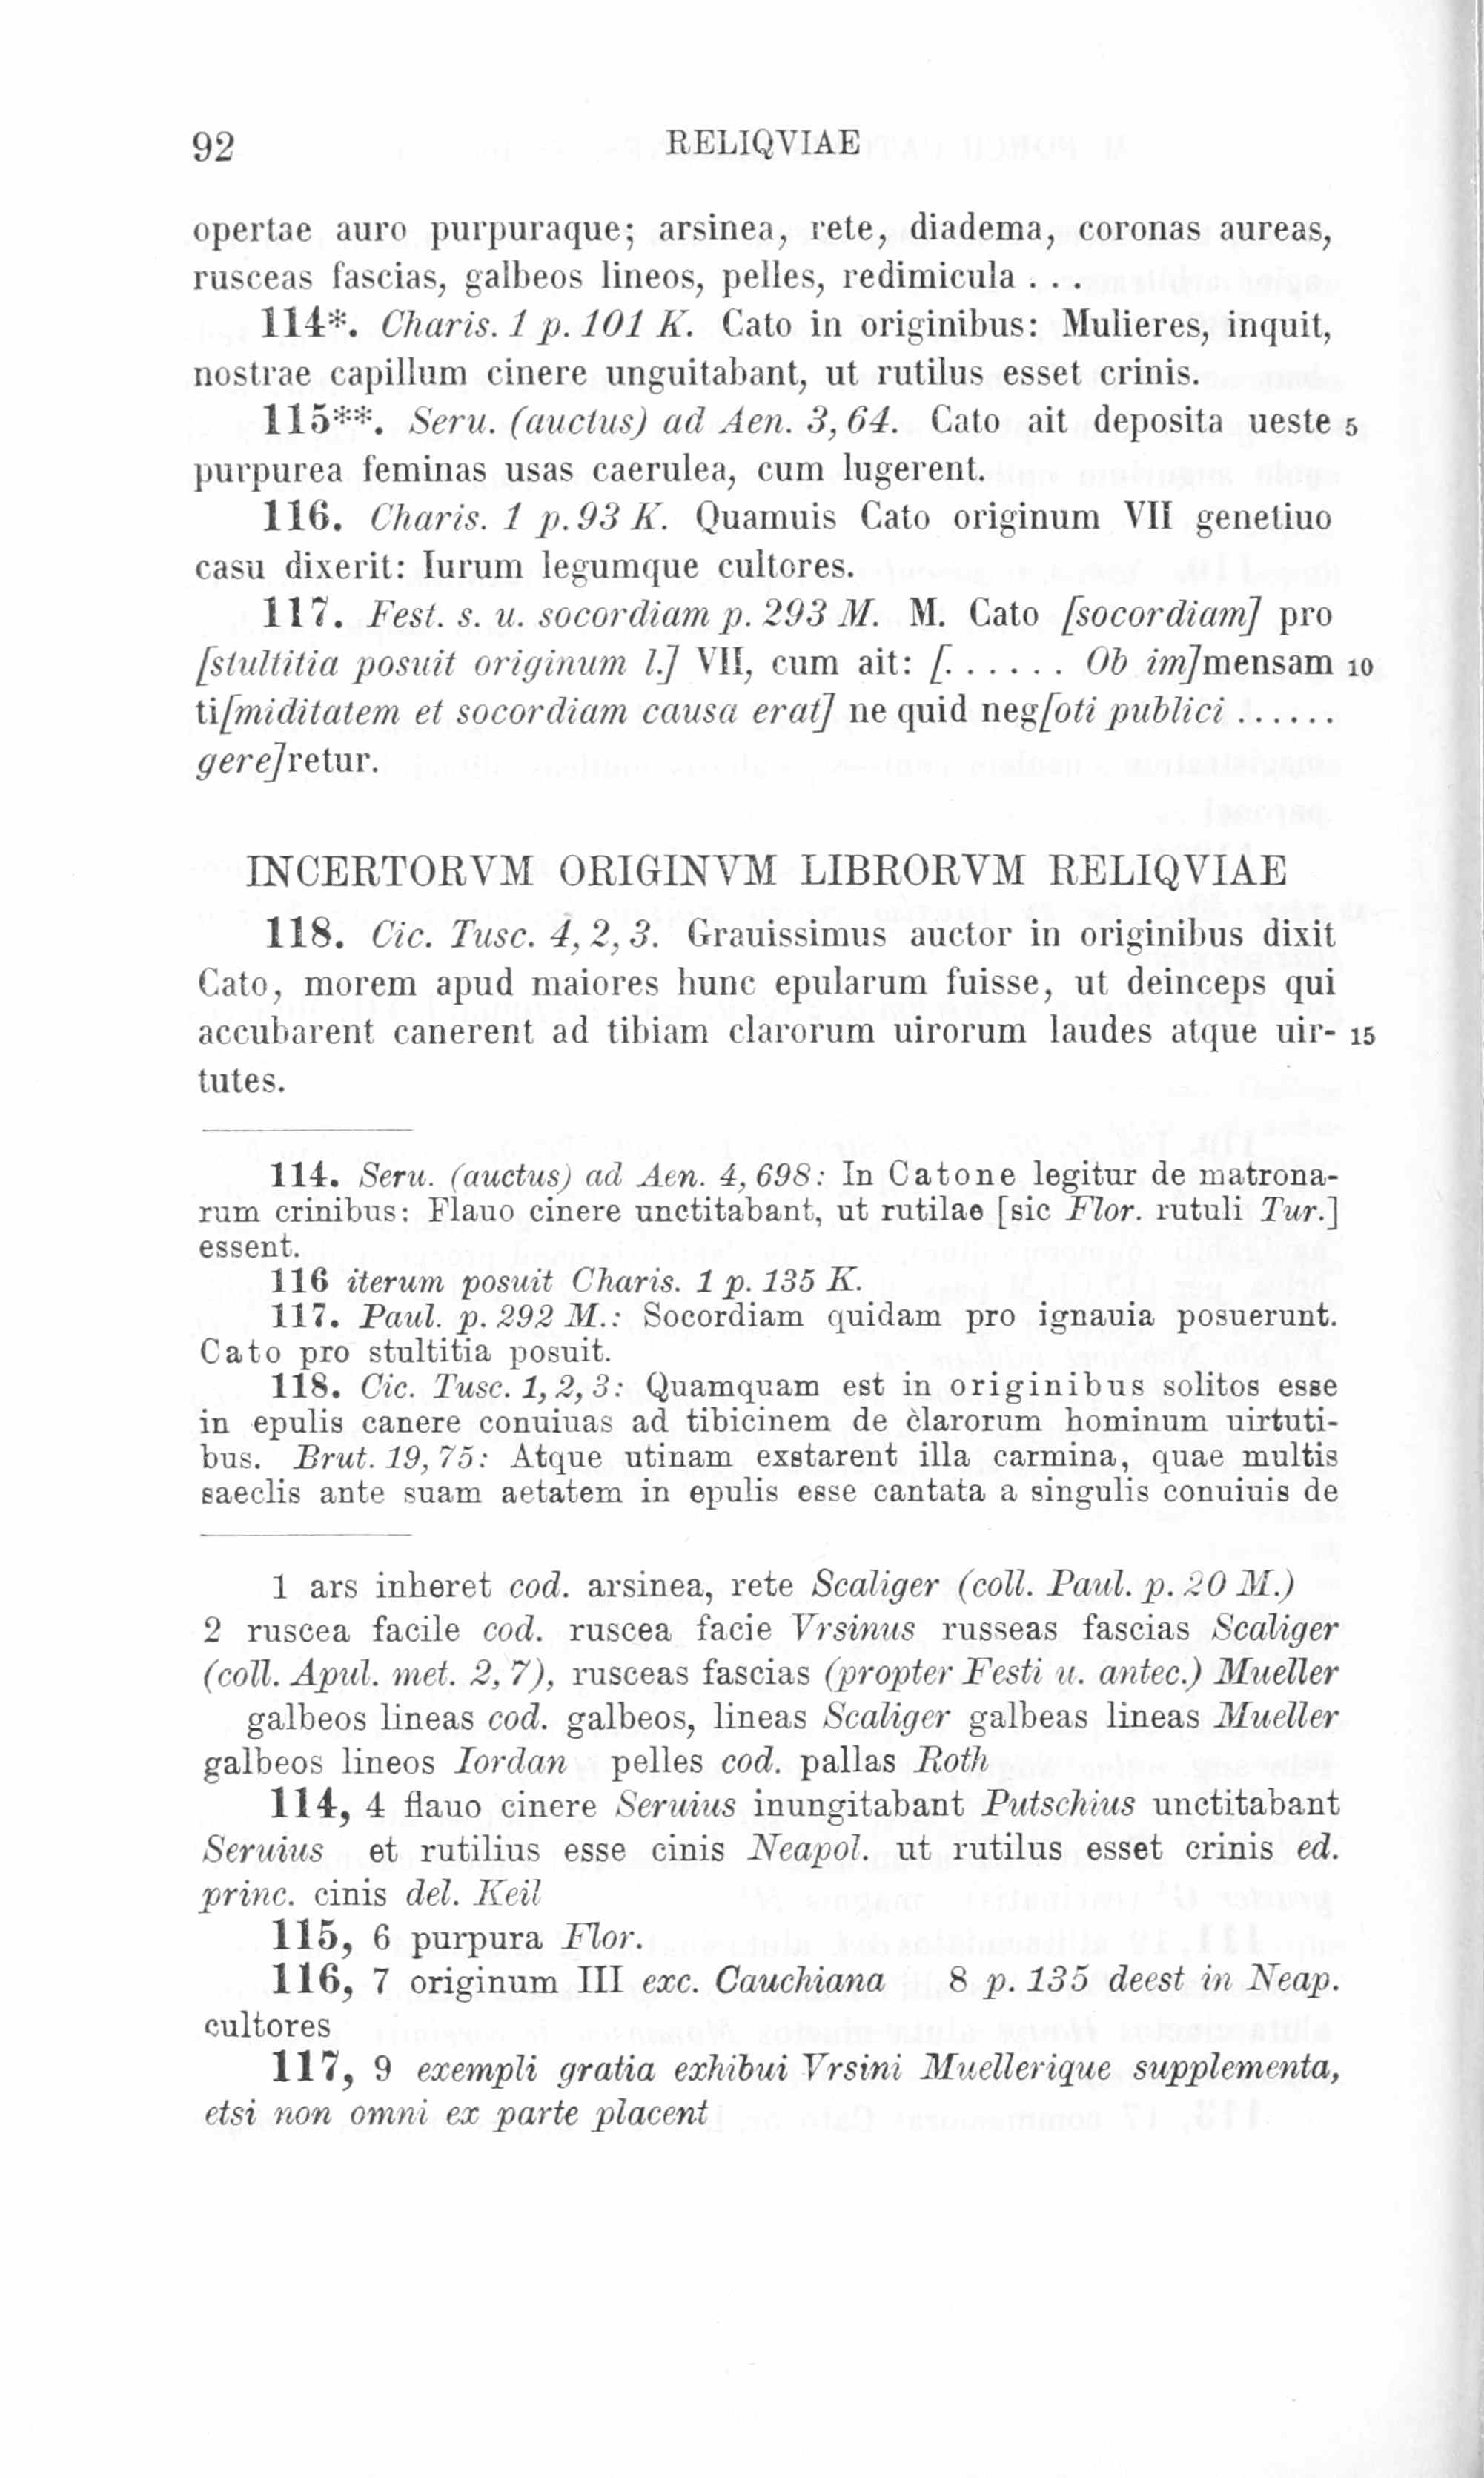 92 RELIQVIAE
opertae auro purpuraque; arsinea, rete, diadema, coronas aureas,
rusceas fascias, galbeos lineos, pelles, redimicula . . .
114*. Charis. 1 p. 101 K. Cato in originibus: Mulieres, inquit,
nostrae capillum cinere unguitabant, ut rutilus esset crinis.
115**. Seru. (auctus) ad Aen. 3, 64. Cato ait deposita ueste 5
purpurea feminas usas caerulea, cum lugerent.
116. Charis. 1 p. 93 K. Quamuis Cato originum VII genetiuo
casu dixerit: Iurum legumque cultores.
117. Fest. s. u. socordiam p. 293 M. M. Cato [socordiam] pro
[stultitia posuit originum l.] VII, cum ait: [. . . . . . Ob im]mensam 10
ti[miditatem et socordiam causa erat] ne quid neg[oti publici . . . . . .
gere]retur.
INCERTORVM ORIGINVM LIBRORVM RELIQVIAE
118. Cic. Tusc. 4, 2, 3. Grauissimus auctor in originibus dixit
Cato, morem apud maiores hunc epularum fuisse, ut deinceps qui
accubarent canerent ad tibiam clarorum uirorum laudes atque uir- 15
tutes.
114. Seru. (auctus) ad Aen. 4, 698: In Catone legitur de matrona-
rum crinibus: Flauo cinere unctitabant, ut rutilae [sic Flor. rutuli Tur.]
essent.
116 iterum posuit Charis. 1 p. 135 K.
117. Paul. p. 292 M.: Socordiam quidam pro ignauia posuerunt.
Cato pro stultitia posuit.
118. Cic. Tusc. 1, 2, 3: Quamquam est in originibus solitos esse
in epulis canere conuiuas ad tibicinem de clarorum hominum uirtuti-
bus. Brut. 19, 75: Atque utinam exstarent illa carmina, quae multis
saeclis ante suam aetatem in epulis esse cantata a singulis conuiuis de
1 ars inheret cod. arsinea, rete Scaliger (coll. Paul. p. 20 M.)
2 ruscea facile cod. ruscea facie Vrsinus russeas fascias Scaliger
(coll. Apul. met. 2, 7), rusceas fascias (propter Festi u. antec.) Mueller
galbeos lineas cod. galbeos, lineas Scaliger galbeas lineas Mueller
galbeos lineos Iordan pelles cod. pallas Roth
114, 4 flauo cinere Seruius inungitabant Putschius unctitabant
Seruius et rutilius esse cinis Neapol. ut rutilus esset crinis ed.
princ. cinis del. Keil
115, 6 purpura Flor.
116, 7 originum III exc. Cauchiana 8 p. 135 deest in Neap.
cultores
117, 9 exempli gratia exhibui Vrsini Muellerique supplementa,
etsi non omni ex parte placent